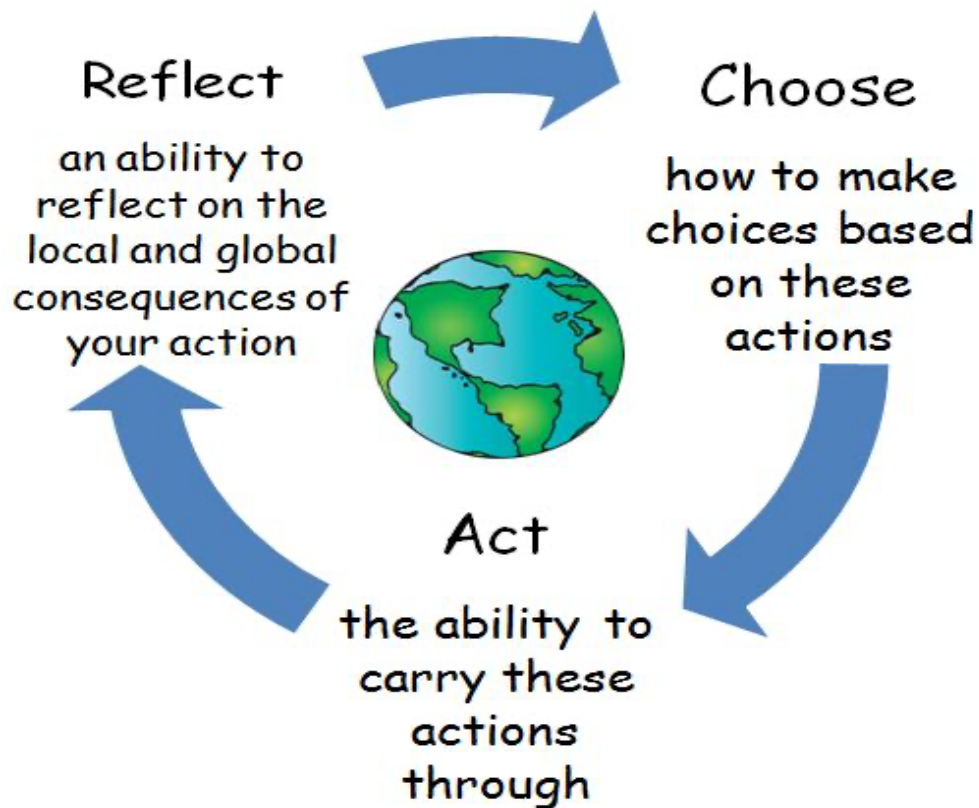 Reflect
an ability to
reflect on the
local and global
consequences of
your action
Choose
how to make
choices based
on these
actions
Act
the ability to
carry these
actions
through